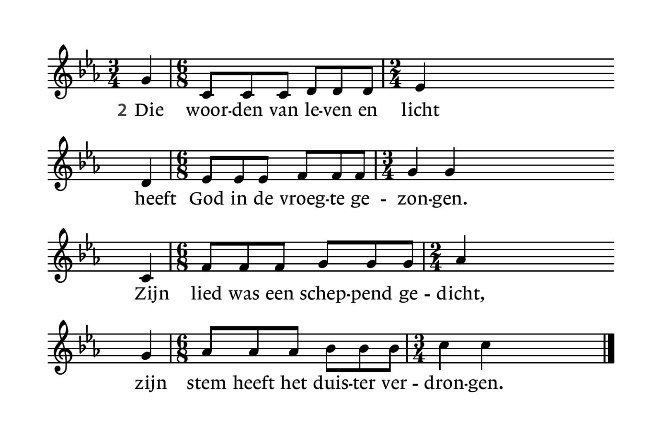 2 Die woor-den van le-ven en licht
heeft God in de vroeg-te ge - zon-gen.
Zijn lied was een schep-pend ge - dicht,
zijn stem heeft het duis-ter ver - dron-gen.